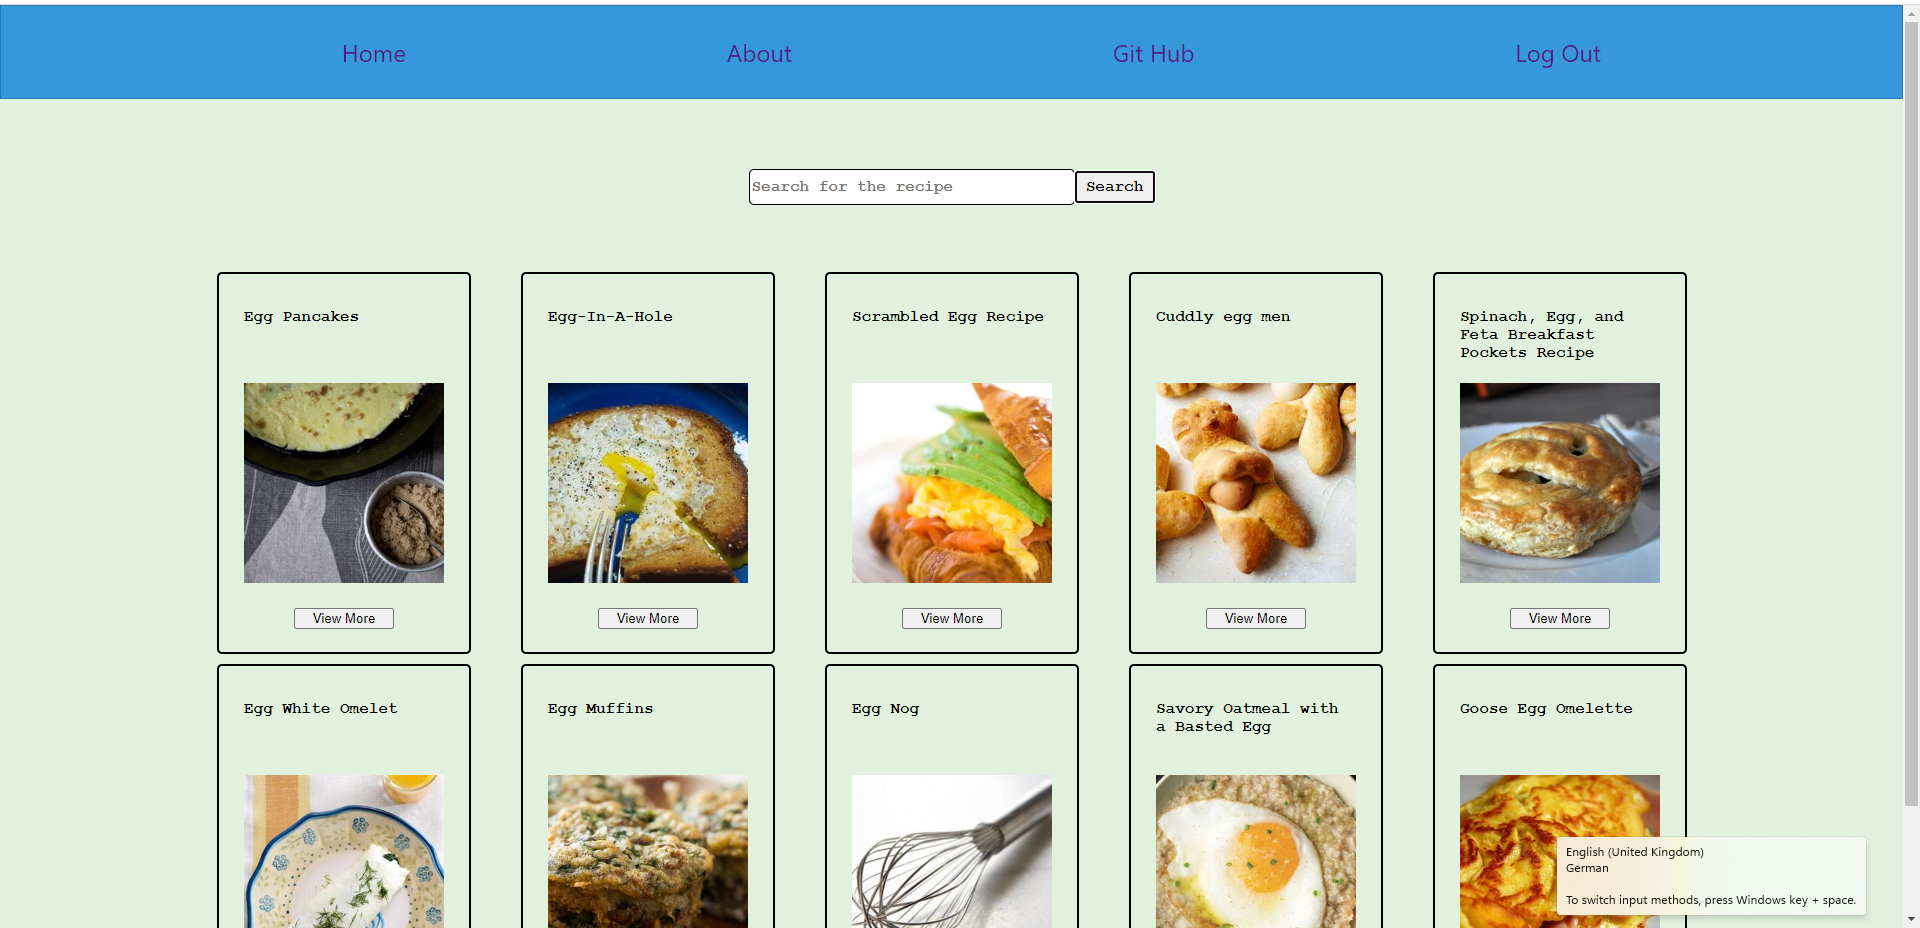 Home
About
Git Hub
Log Out
Search for the recipe
Search
Egg Pancakes
Egg-In-A-Hole
Scrambled Egg Recipe
Cuddly egg men
Spinach, Egg, and
Feta Breakfast
Pockets Recipe
View More
View More
View More
View More
View More
Egg White Omelet
Egg Muffins
Egg Nog
Savory Oatmeal with
a Basted Egg
Goose Egg Omelette
English (United Kingdom)
German
To switch input methods, press Windows key + space.